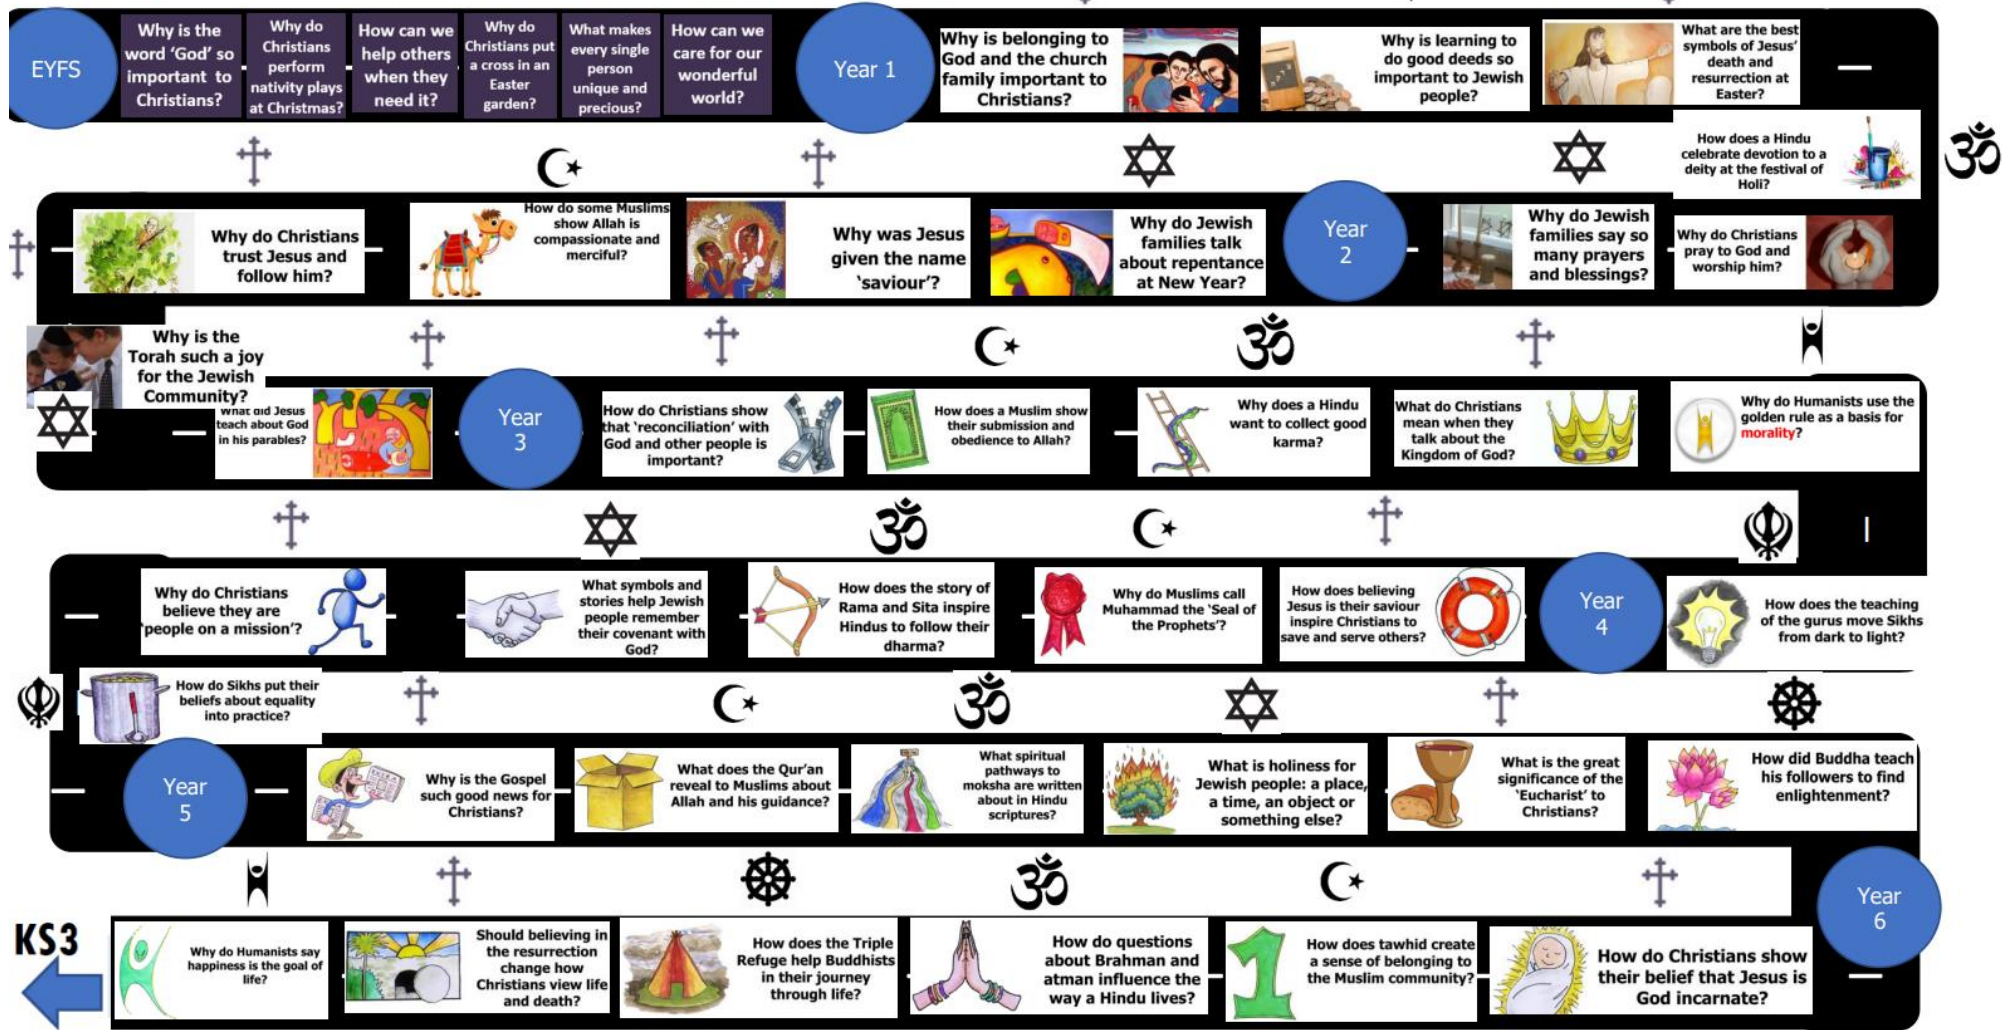 EYFS
Why is the
word ‘God’ so
important to
Christians?
Why do
Christians
perform
nativity plays
at Christmas?
How can we
help others
when they
need it?
Why do
Christians put
a cross in an
Easter
garden?
What makes
every single
person
unique and
precious?
How can we
care for our
wonderful
world?
Year 1
Why is belonging to
God and the church
family important to
Christians?
Why is learning to
do good deeds so
important to Jewish
people?
What are the best
symbols of Jesus’
death and
resurrection at
Easter?
How does a Hindu
celebrate devotion to a
deity at the festival of
Holi?
Why do Christians
pray to God and
worship him?
Why do Jewish
families say so
many prayers
and blessings?
Year
2
Why do Jewish
families talk
about repentance
at New Year?
Why was Jesus
given the name
‘saviour’?
How do some Muslims
show Allah is
compassionate and
merciful?
Why do Christians
trust Jesus and
follow him?
Why is the
Torah such a joy
for the Jewish
Community?
What did Jesus
teach about God
in his parables?
Year
3
How do Christians show
that ‘reconciliation’ with
God and other people is
important?
How does a Muslim show
their submission and
obedience to Allah?
Why does a Hindu
want to collect good
karma?
What do Christians
mean when they
talk about the
Kingdom of God?
Why do Humanists use the
golden rule as a basis for
morality?
How does the teaching
of the gurus move Sikhs
from dark to light?
Year
4
How does believing
Jesus is their saviour
inspire Christians to
save and serve others?
Why do Muslims call
Muhammad the ‘Seal of
the Prophets’?
How does the story of
Rama and Sita inspire
Hindus to follow their
dharma?
What symbols and
stories help Jewish
people remember
their covenant with
God?
Why do Christians
believe they are
‘people on a mission’?
How do Sikhs put their
beliefs about equality
into practice?
Year
5
Why is the Gospel
such good news for
Christians?
What does the Qur’an
reveal to Muslims about
Allah and his guidance?
What spiritual
pathways to
moksha are written
about in Hindu
scriptures?
What is holiness for
Jewish people: a place,
a time, an object or
something else?
What is the great
significance of the
‘Eucharist’ to
Christians?
How did Buddha teach
his followers to find
enlightenment?
Year
6
How do Christians show
their belief that Jesus is
God incarnate?
How does tawhid create
a sense of belonging to
the Muslim community?
How do questions
about Brahman and
atman influence the
way a Hindu lives?
How does the Triple
Refuge help Buddhists
in their journey
through life?
Should believing in
the resurrection
change how
Christians view life
and death?
Why do Humanists say
happiness is the goal of
life?
KS3